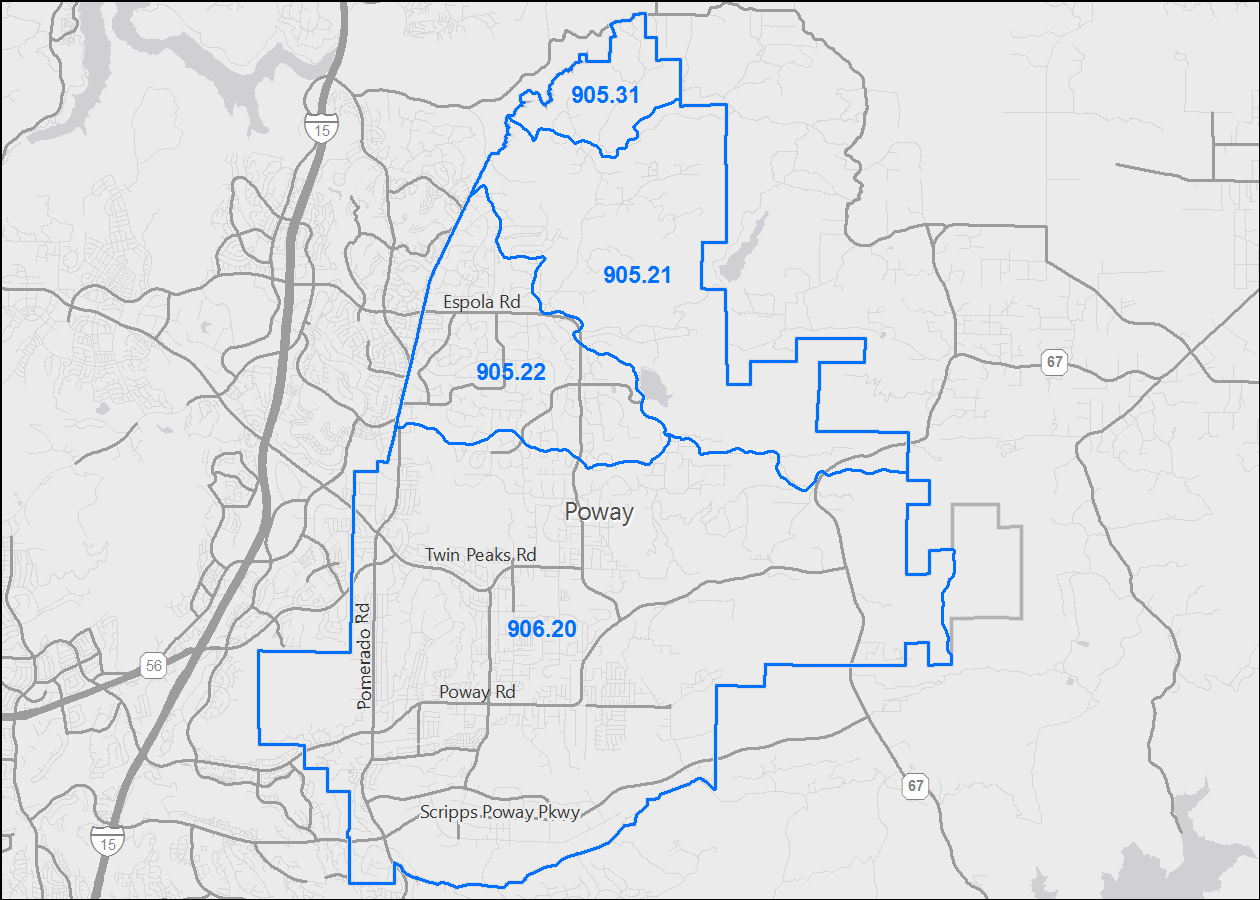 905.31
15
905.21
Espola Rd
67
905.22
Poway
Twin Peaks Rd
906.20
Pomerado Rd
56
Poway Rd
67
Scripps Poway Pkwy
15